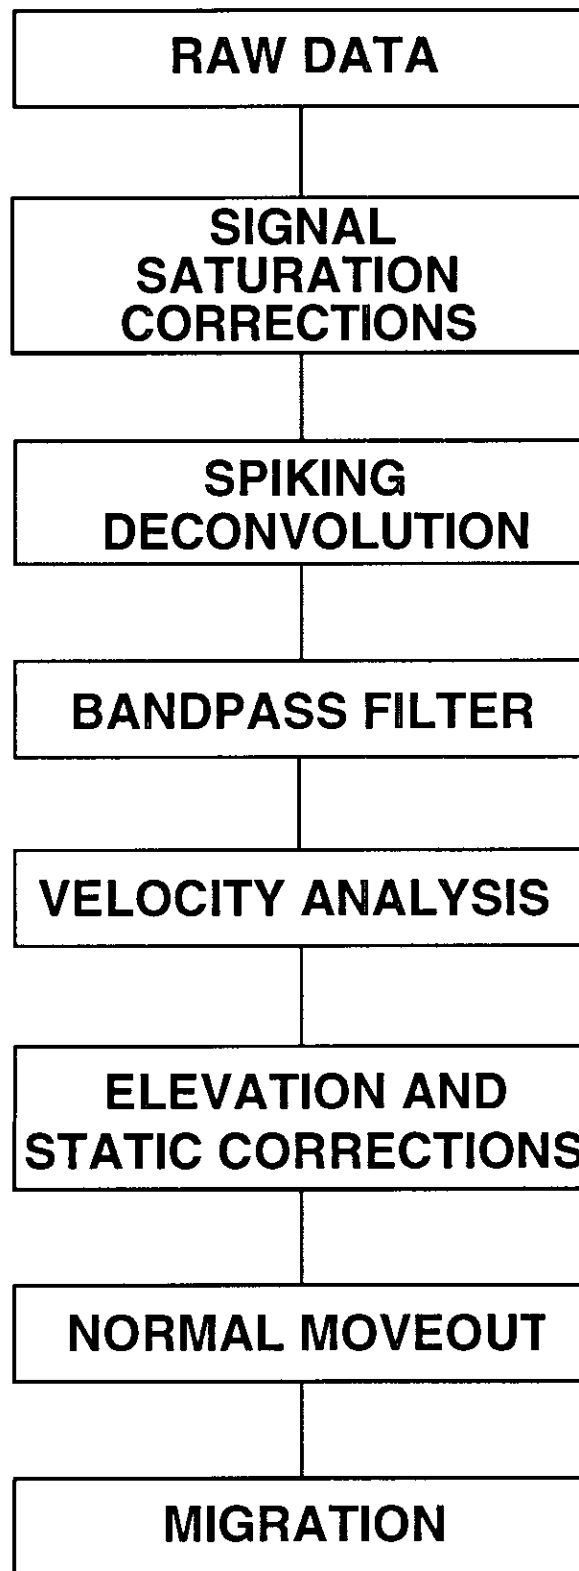 RAW DATA
SIGNAL
SATURATION
CORRECTIONS
SPIKING
DECONVOLUTION
BANDPASS FILTER
VELOCITY ANALYSIS
ELEVATION AND
STATIC CORRECTIONS
NORMAL MOVEOUT
MIGRATION